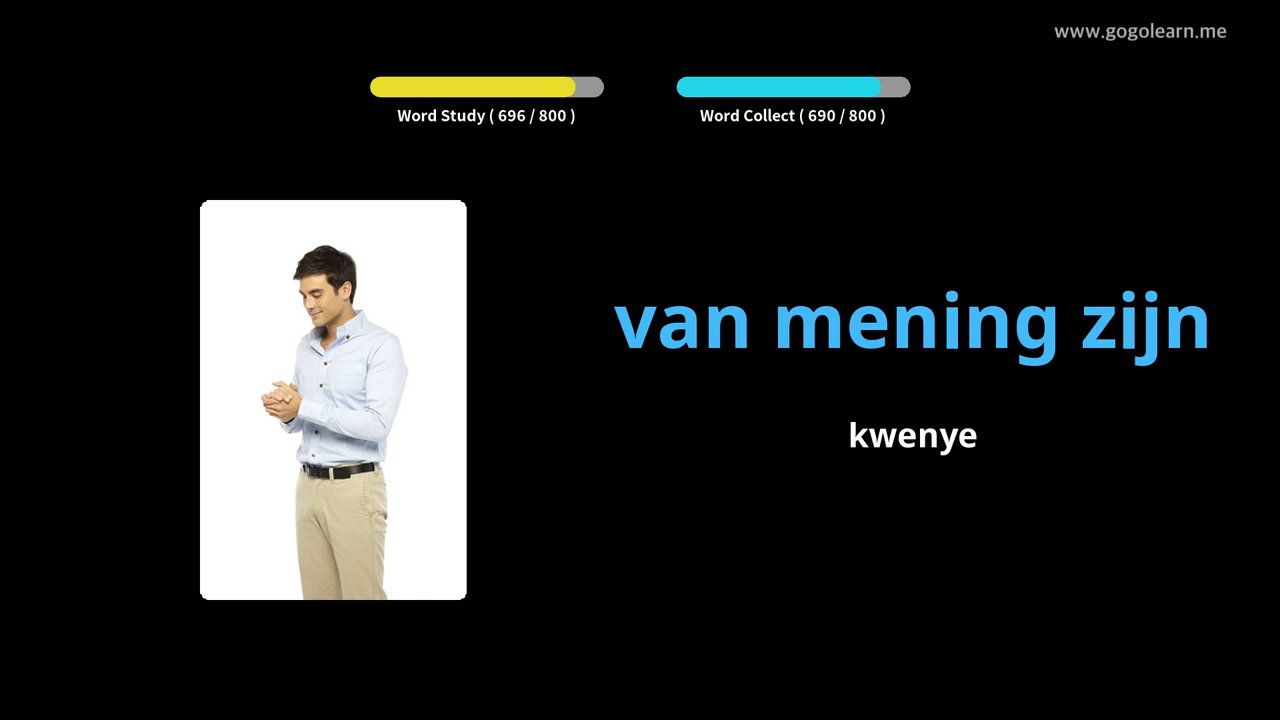 www.gogolearn.me
Word Study ( 696 / 800 )
Word Collect ( 690 / 800 )
van mening zijn
kwenye